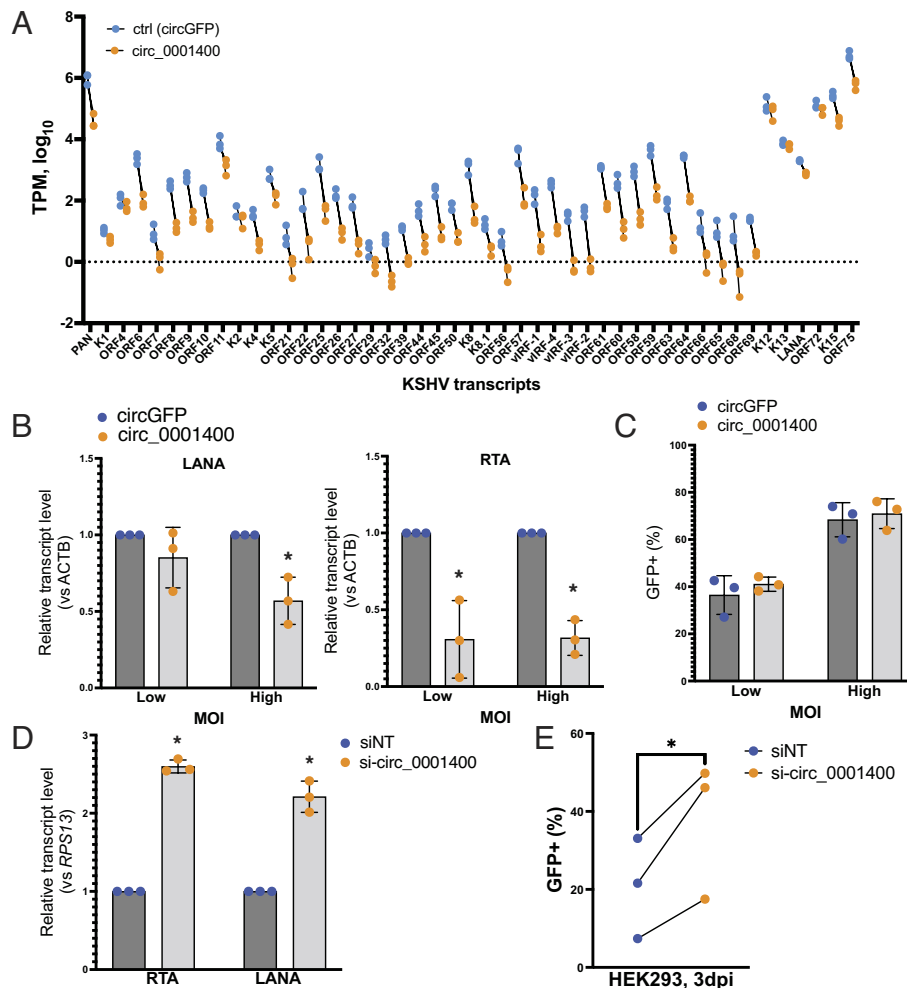 A
ctrl (circGFP)
circ_0001400
TPM, log10
8
6
4
2
0
-2
PAN
K1
ORF4
ORF6
ORF7
ORF8
ORF9
ORF10
ORF11
K2
K4
K5
ORF21
ORF22
ORF25
ORF26
ORF27
ORF29
ORF32
ORF39
ORF44
ORF45
ORF50
K8
K8.1
ORF56
ORF57
vIRF-1
vIRF-4
vIRF-3
vIRF-2
ORF61
ORF60
ORF58
ORF59
ORF63
ORF64
ORF66
ORF65
ORF68
ORF69
K12
K13
LANA
ORF72
K15
ORF75
KSHV transcripts
B
circGFP
circ_0001400
LANA
Relative transcript level
(vs ACTB)
1.5
1.0
0.5
0.0
*
Low
High
MOI
RTA
Relative transcript level
(vs ACTB)
1.5
1.0
0.5
0.0
*
*
Low
High
MOI
C
circGFP
circ_0001400
GFP+ (%)
100
80
60
40
20
0
Low
High
MOI
D
siNT
si-circ_0001400
Relative transcript level
(vs RPS13)
3
2
1
0
*
*
RTA
LANA
E
siNT
si-circ_0001400
GFP+ (%)
60
40
20
0
*
HEK293, 3dpi